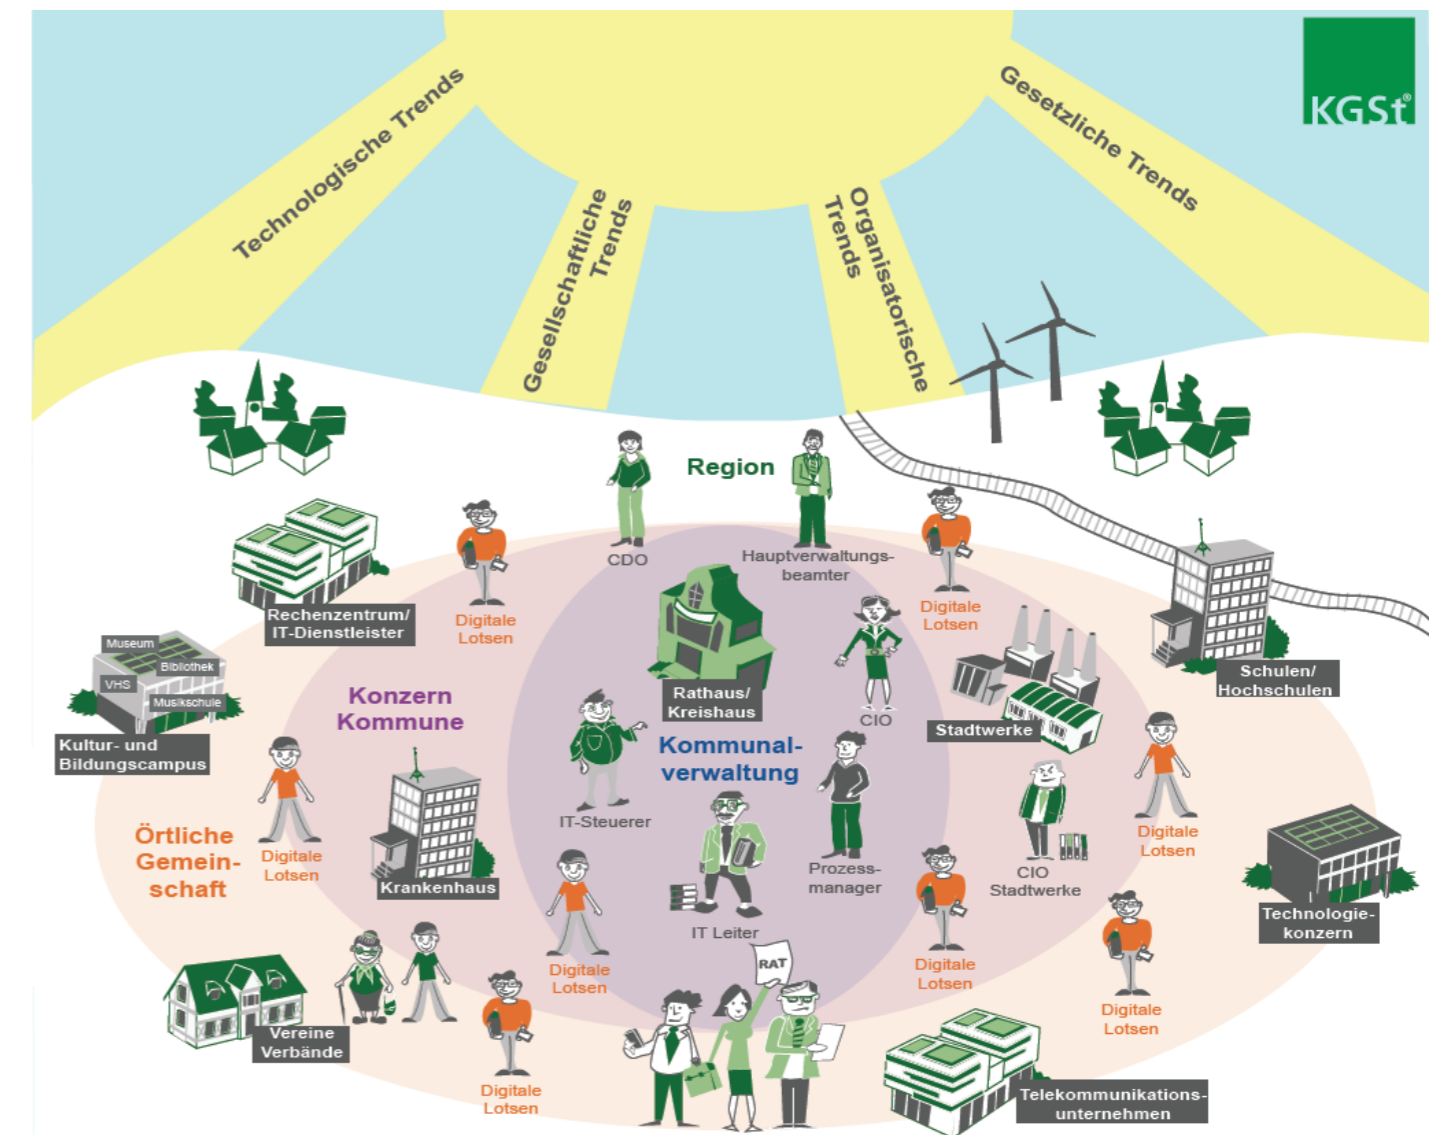 Technologische Trends
Gesellschaftliche
Trends
Organisatorische
Trends
Gesetzliche Trends
KGSt®
Region
CDO
Hauptverwaltungs-
beamter
Digitale
Lotsen
Digitale
Lotsen
Rechenzentrum/
IT-Dienstleister
Museum
Bibliothek
VHS
Musikschule
Kultur- und
Bildungscampus
Konzern
Kommune
Rathaus/
Kreishaus
CIO
Stadtwerke
Schulen/
Hochschulen
Kommunal-
verwaltung
IT-Steuerer
Örtliche
Gemein-
schaft
Digitale
Lotsen
Krankenhaus
Prozess-
manager
CIO
Stadtwerke
Digitale
Lotsen
Technologie-
konzern
IT Leiter
Digitale
Lotsen
RAT
Digitale
Lotsen
Digitale
Lotsen
Vereine
Verbände
Digitale
Lotsen
Telekommunikations-
unternehmen